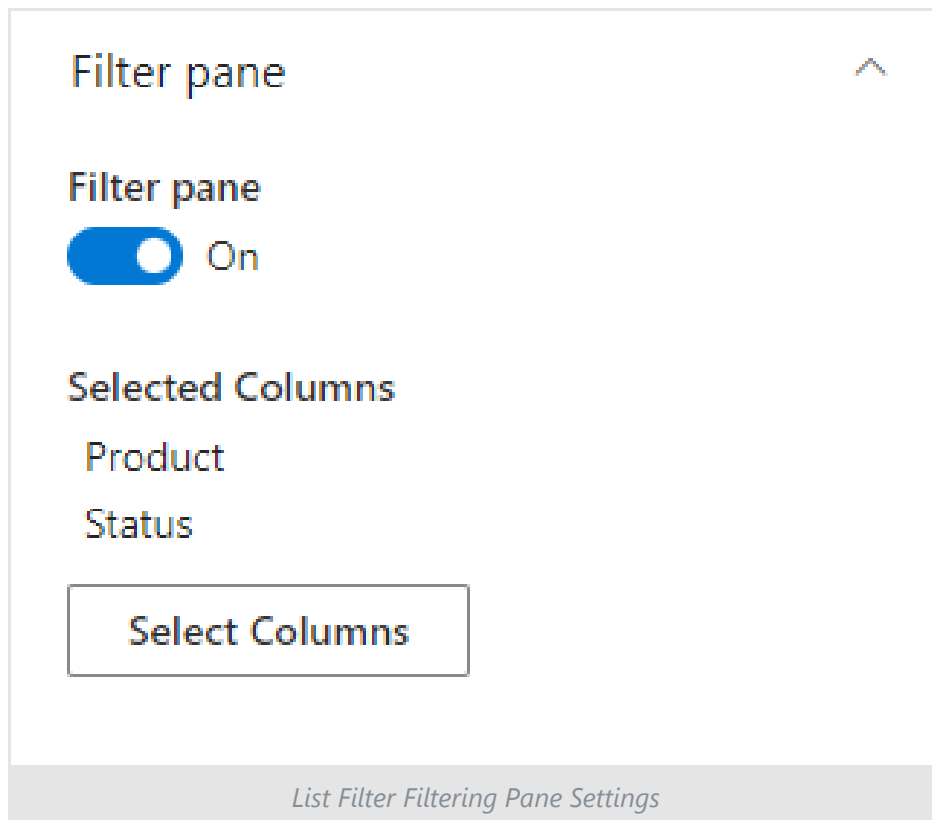 Filter pane
Filter pane
On
Selected Columns
Product
Status
Select Columns
List Filter Filtering Pane Settings